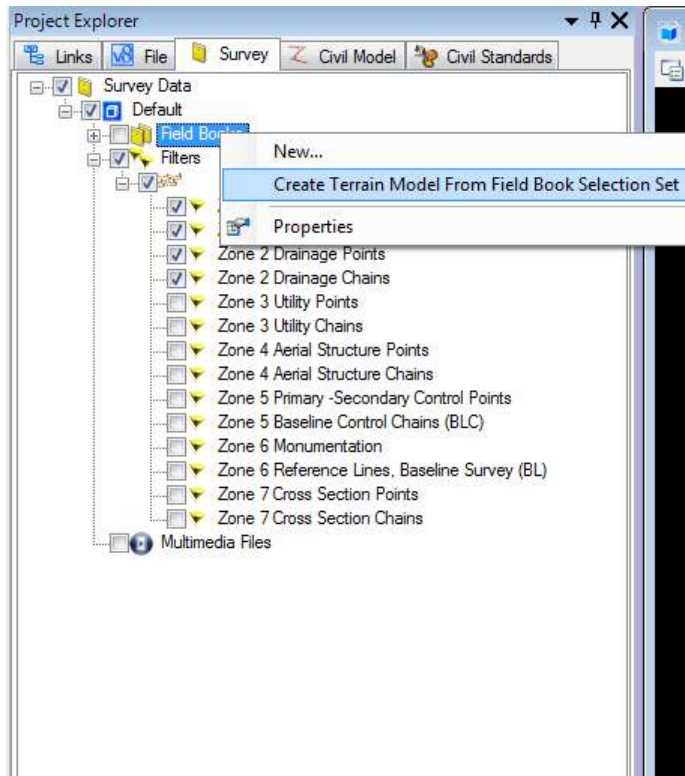 Project Explorer
Links File Survey Civil Model Civil Standards
Survey Data
Default
Field Books
New...
Filters
Create Terrain Model From Field Book Selection Set
Properties
Zone 2 Drainage Points
Zone 2 Drainage Chains
Zone 3 Utility Points
Zone 3 Utility Chains
Zone 4 Aerial Structure Points
Zone 4 Aerial Structure Chains
Zone 5 Primary -Secondary Control Points
Zone 5 Baseline Control Chains (BLC)
Zone 6 Monumentation
Zone 6 Reference Lines, Baseline Survey (BL)
Zone 7 Cross Section Points
Zone 7 Cross Section Chains
Multimedia Files